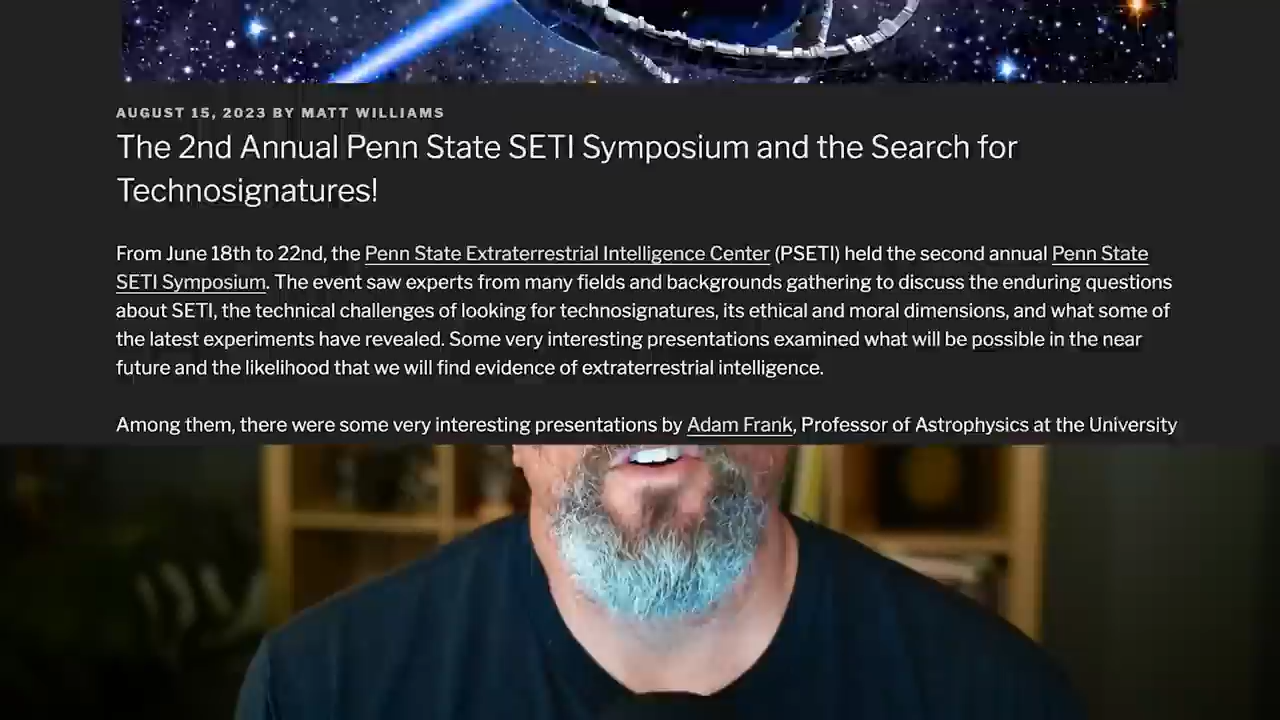 AUGUST 15, 2023 BY MATT WILLIAMS
The 2nd Annual Penn State SETI Symposium and the Search for
Technosignatures!
From June 18th to 22nd, the Penn State Extraterrestrial Intelligence Center (PSETI) held the second annual Penn State
SETI Symposium. The event saw experts from many fields and backgrounds gathering to discuss the enduring questions
about SETI, the technical challenges of looking for technosignatures, its ethical and moral dimensions, and what some of
the latest experiments have revealed. Some very interesting presentations examined what will be possible in the near
future and the likelihood that we will find evidence of extraterrestrial intelligence.
Among them, there were some very interesting presentations by Adam Frank, Professor of Astrophysics at the University